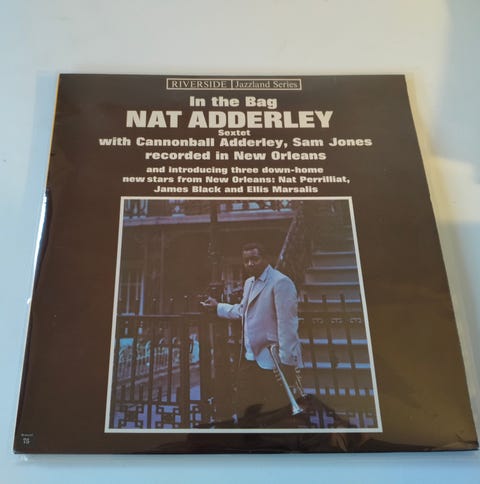 RIVERSIDE Jazzland Series
In the Bag
NAT ADDERLEY
Sextet
with Cannonball Adderley, Sam Jones
recorded in New Orleans
and introducing three down-home
new stars from New Orleans: Nat Perrilliat,
James Black and Ellis Marsalis
75